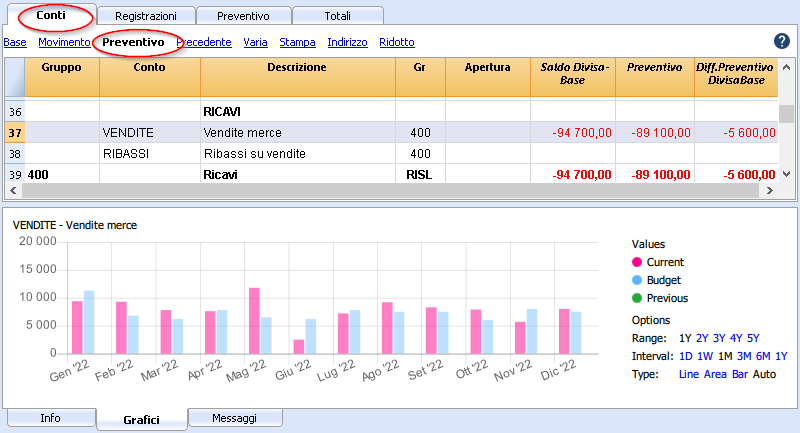 Conti Registrazioni Preventivo Totali
Base Movimento Preventivo Precedente Varia Stampa Indirizzo Ridotto ?
Gruppo Conto Descrizione Gr Apertura Saldo Divisa- Preventivo Diff.Preventivo
Base DivisaBase
36 RICAVI
37 VENDITE Vendite merce 400 -94 700,00 -89 100,00 -5 600,00
38 RIBASSI Ribassi su vendite 400
39 400 Ricavi RISL -94 700,00 -89 100,00 -5 600,00
VENDITE - Vendite merce
20 000
15 000
10 000
5 000
0
Gen '22 Feb '22 Mar '22 Apr '22 Mag '22 Giu '22 Lug '22 Ago '22 Set '22 Ott '22 Nov '22 Dic '22
Values
Current
Budget
Previous
Options
Range: 1Y 2Y 3Y 4Y 5Y
Interval: 1D 1W 1M 3M 6M 1Y
Type: Line Area Bar Auto
Info Grafici Messaggi